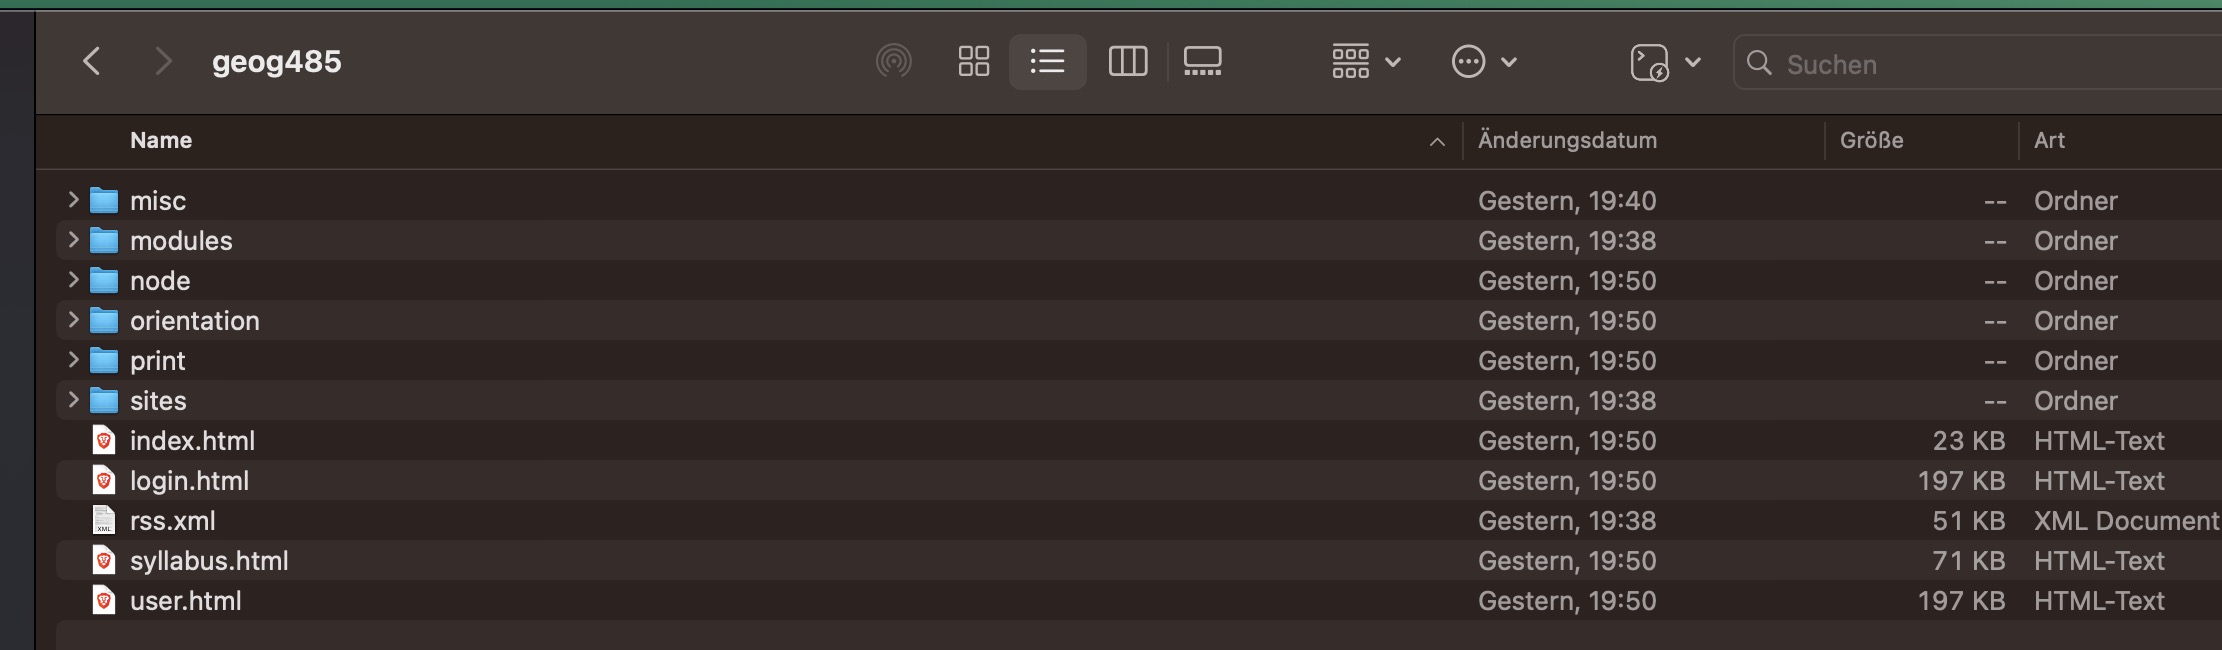 geog485 Suchen
Name Änderungsdatum Größe Art
misc Gestern, 19:40 -- Ordner
modules Gestern, 19:38 -- Ordner
node Gestern, 19:50 -- Ordner
orientation Gestern, 19:50 -- Ordner
print Gestern, 19:50 -- Ordner
sites Gestern, 19:38 -- Ordner
index.html Gestern, 19:50 23 KB HTML-Text
login.html Gestern, 19:50 197 KB HTML-Text
rss.xml Gestern, 19:38 51 KB XML Document
syllabus.html Gestern, 19:50 71 KB HTML-Text
user.html Gestern, 19:50 197 KB HTML-Text